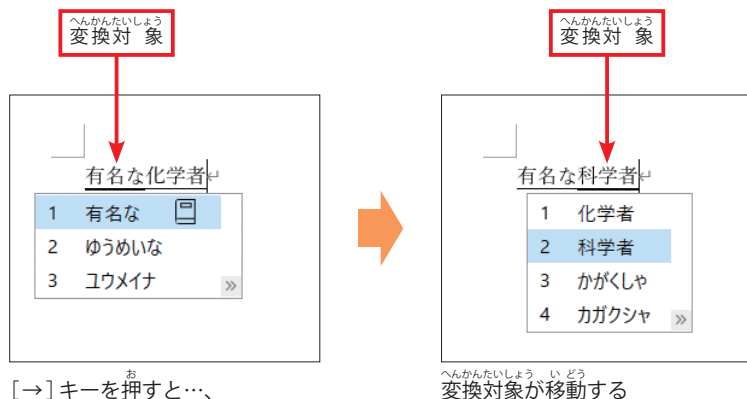 へんかんたいしょう
変換対象
有名な化学者↵
1 有名な
2 ゆうめいな
3 ユウメイナ
»
お
[→]キーを押すと…、
へんかんたいしょう
変換対象
有名な科学者↵
1 化学者
2 科学者
3 かがくしゃ
4 カガクシャ »
へんかんたいしょう いどう
変換対象が移動する